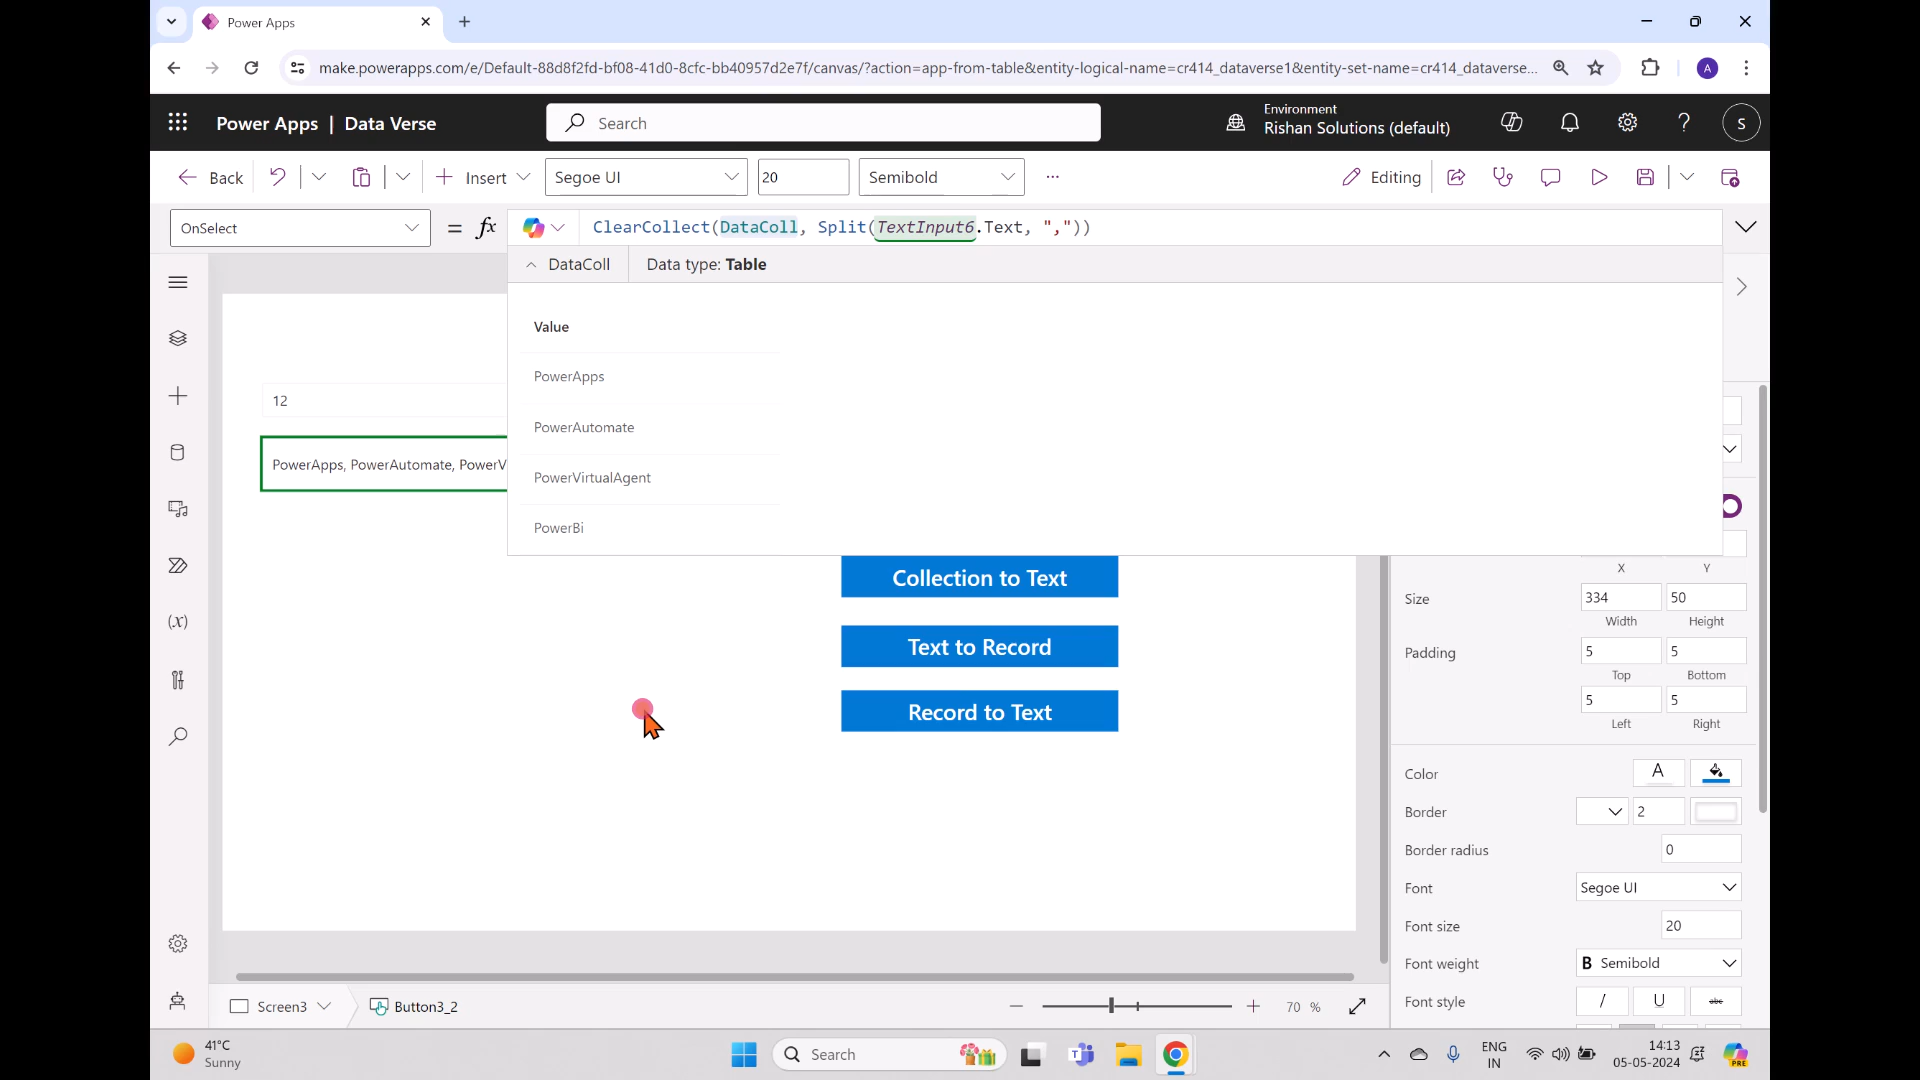 Power Apps
make.powerapps.com/e/Default-88d8f2fd-bf08-41d0-8cfc-bb40957d2e7f/canvas/?action=app-from-table&entity-logical-name=cr414_dataverse1&entity-set-name=cr414_dataverse...
A
Power Apps | Data Verse
Search
Environment
Rishan Solutions (default)
?
S
Back
Insert
Segoe UI
20
Semibold
...
Editing
OnSelect
= fx
ClearCollect(DataColl, Split(TextInput6.Text, ","))
DataColl
Data type: Table
Value
PowerApps
PowerAutomate
PowerVirtualAgent
PowerBi
12
PowerApps, PowerAutomate, PowerV
Collection to Text
Text to Record
Record to Text
X
Y
Size
334
50
Width
Height
Padding
5
5
Top
Bottom
5
5
Left
Right
Color
A
Border
2
Border radius
0
Font
Segoe UI
Font size
20
Font weight
B Semibold
Font style
/
U
abc
Screen3
Button3_2
70 %
41°C
Sunny
Search
ENG
IN
14:13
05-05-2024
PRE